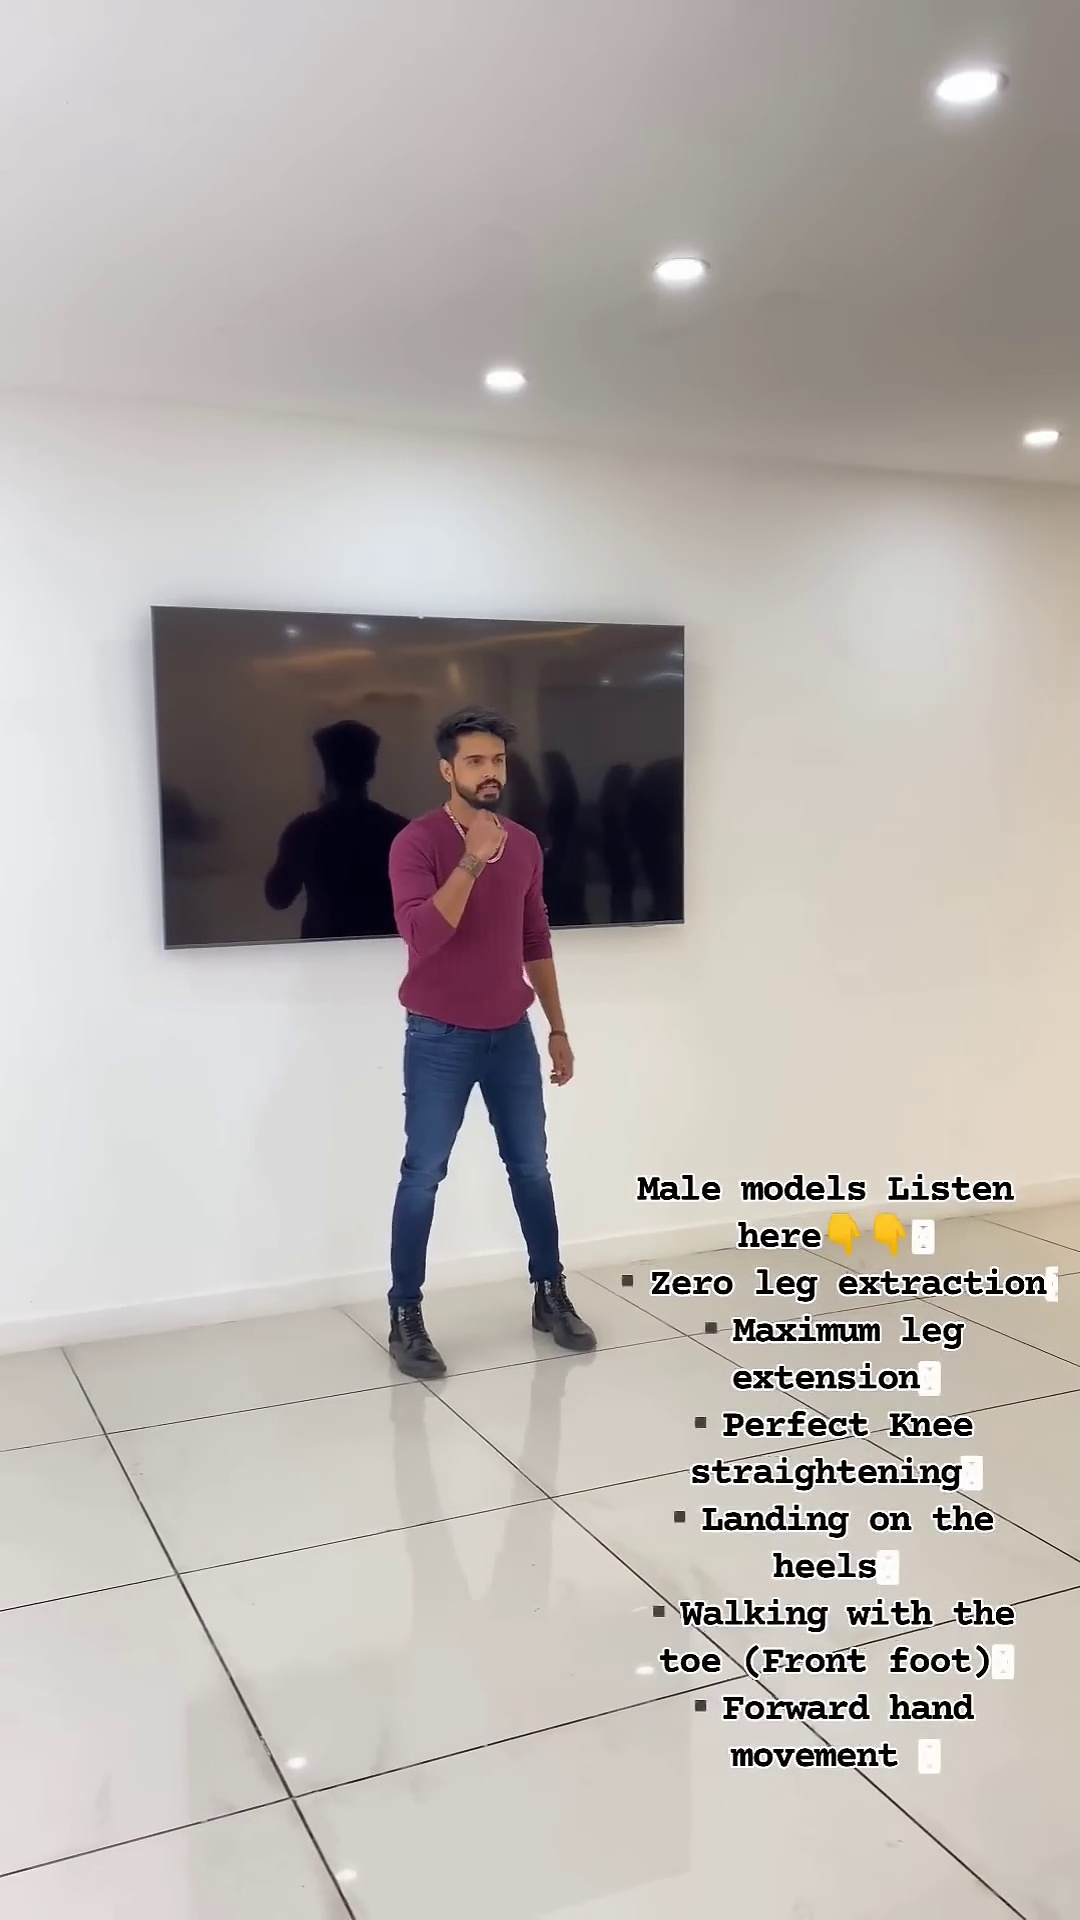 Male models Listen
here👇👇
▪ Zero leg extraction
▪ Maximum leg
extension
▪ Perfect Knee
straightening
▪ Landing on the
heels
▪ Walking with the
toe (Front foot)
▪ Forward hand
movement